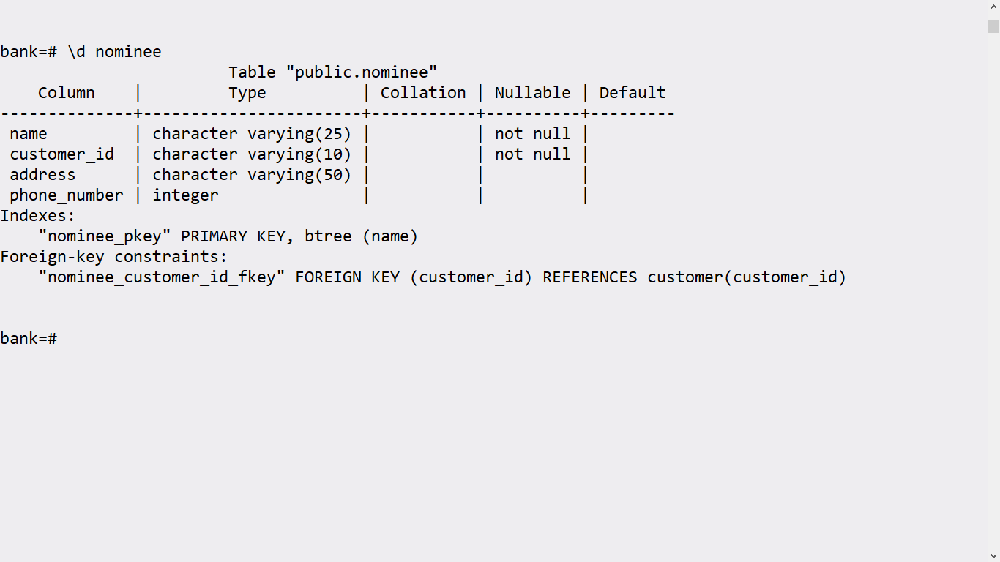 bank=# \d nominee
                        Table "public.nominee"
    Column    |         Type          | Collation | Nullable | Default
--------------+-----------------------+-----------+----------+---------
 name         | character varying(25) |           | not null |
 customer_id  | character varying(10) |           | not null |
 address      | character varying(50) |           |          |
 phone_number | integer               |           |          |
Indexes:
    "nominee_pkey" PRIMARY KEY, btree (name)
Foreign-key constraints:
    "nominee_customer_id_fkey" FOREIGN KEY (customer_id) REFERENCES customer(customer_id)
bank=#